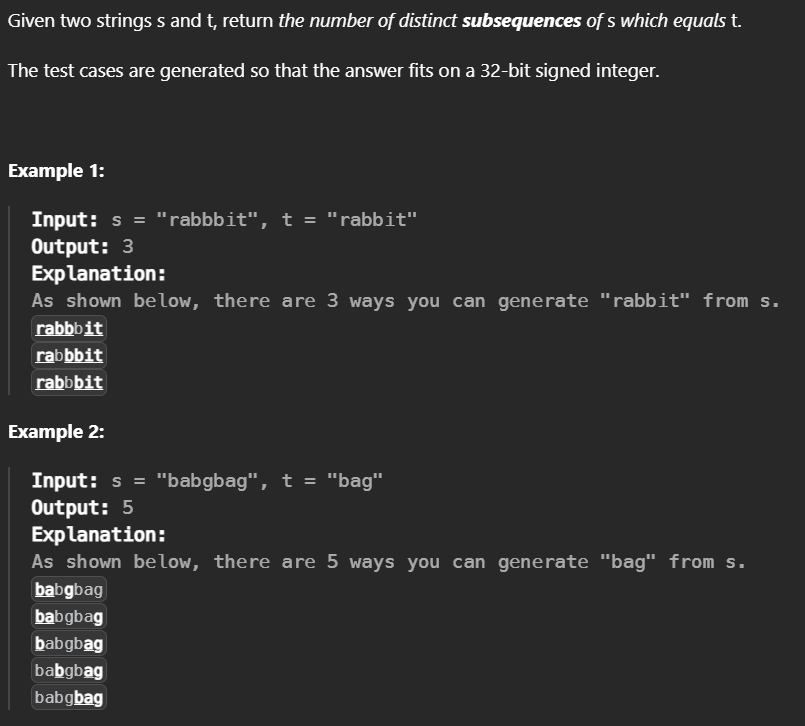 Given two strings s and t, return the number of distinct subsequences of s which equals t.
The test cases are generated so that the answer fits on a 32-bit signed integer.
Example 1:
Input: s = "rabbbit", t = "rabbit"
Output: 3
Explanation:
As shown below, there are 3 ways you can generate "rabbit" from s.
rabbbit
rabbbit
rabbbit
Example 2:
Input: s = "babgbag", t = "bag"
Output: 5
Explanation:
As shown below, there are 5 ways you can generate "bag" from s.
babgbag
babgbag
babgbag
babgbag
babgbag